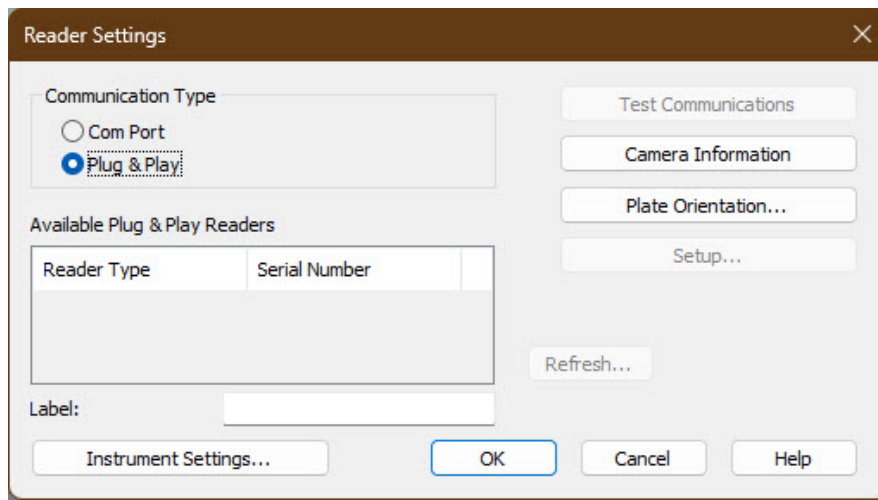 Reader Settings
Communication Type
Com Port
Plug & Play
Test Communications
Camera Information
Plate Orientation...
Setup...
Available Plug & Play Readers
Reader Type Serial Number
Refresh...
Label:
Instrument Settings... OK Cancel Help